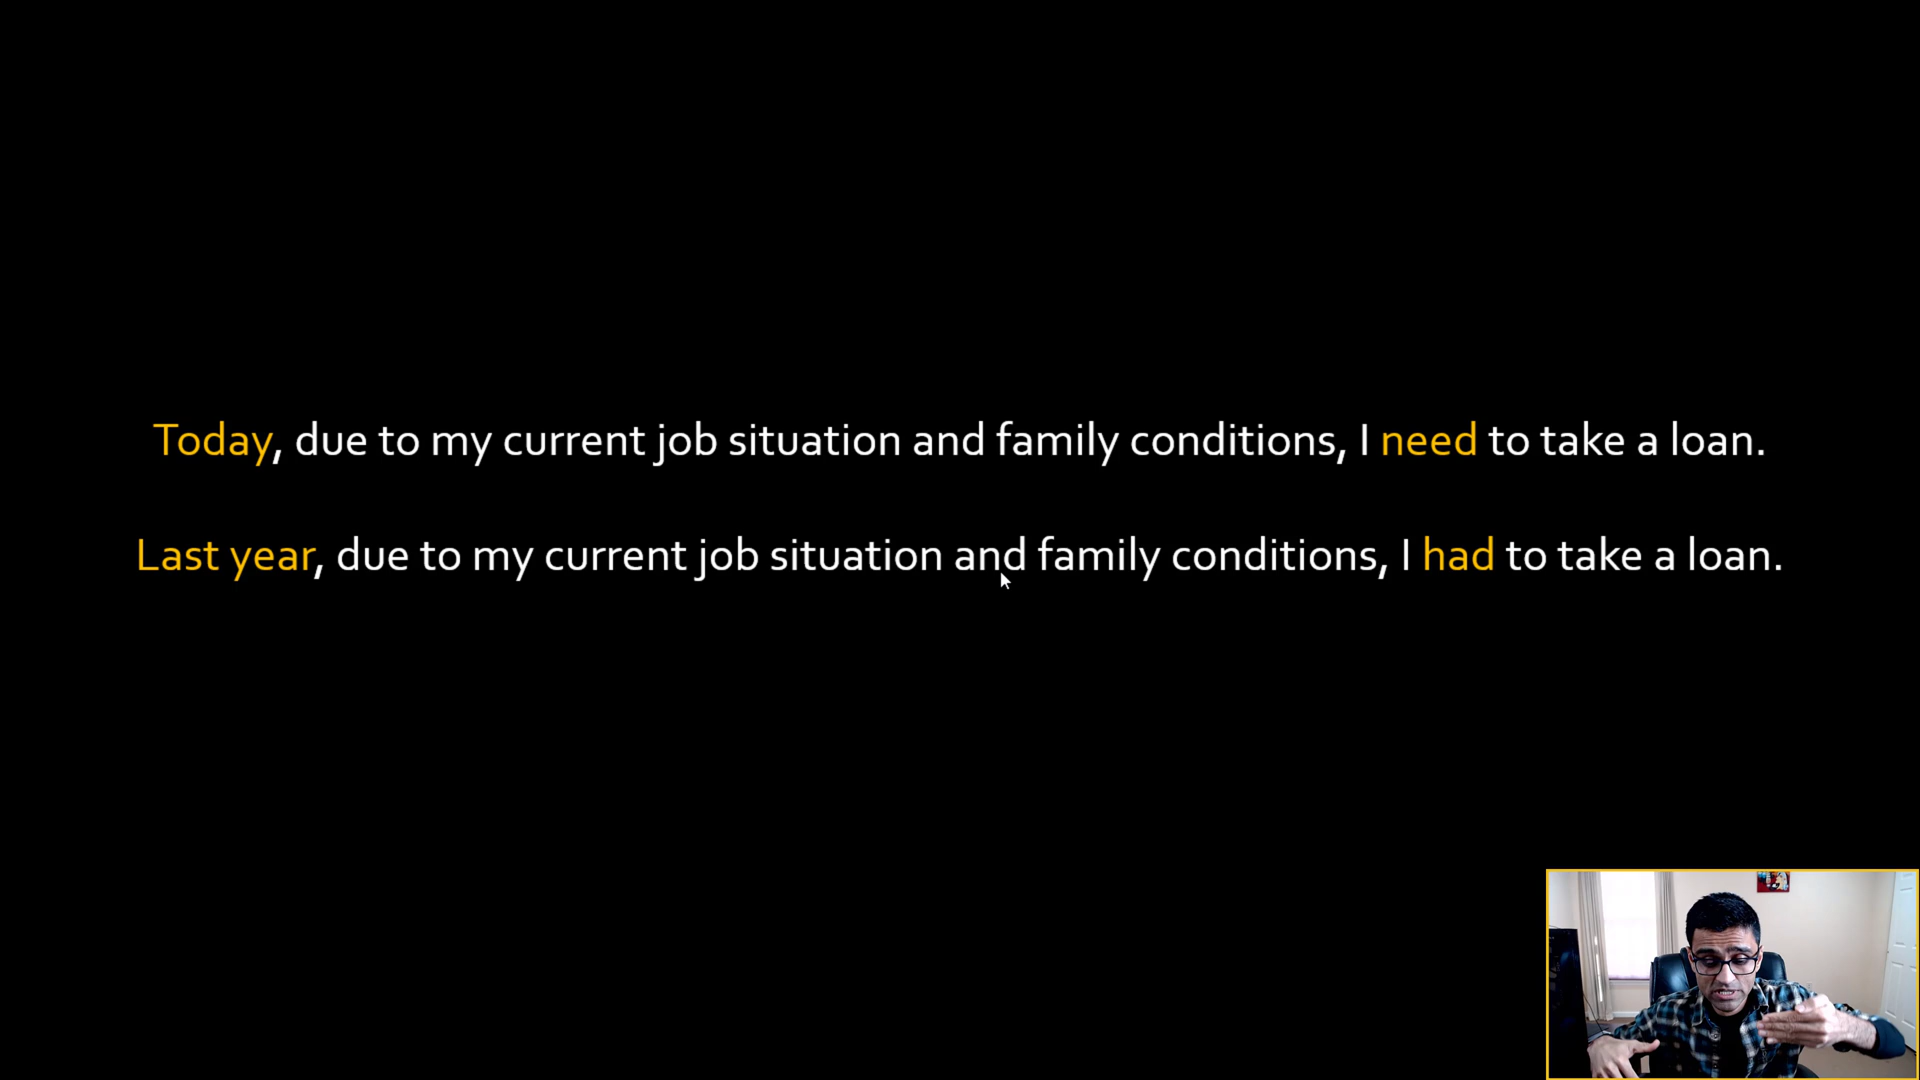 Today, due to my current job situation and family conditions, I need to take a loan.
Last year, due to my current job situation and family conditions, I had to take a loan.